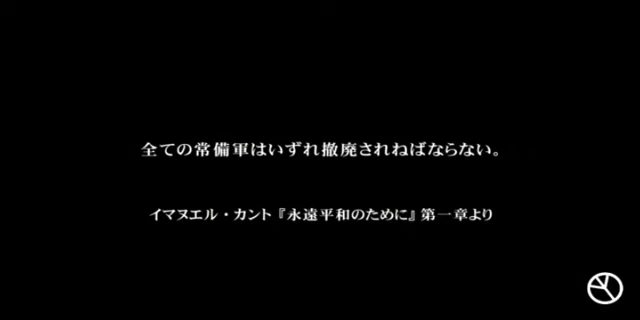 全ての常備軍はいずれ撤廃されねばならない。
イマヌエル・カント『永遠平和のために』第一章より